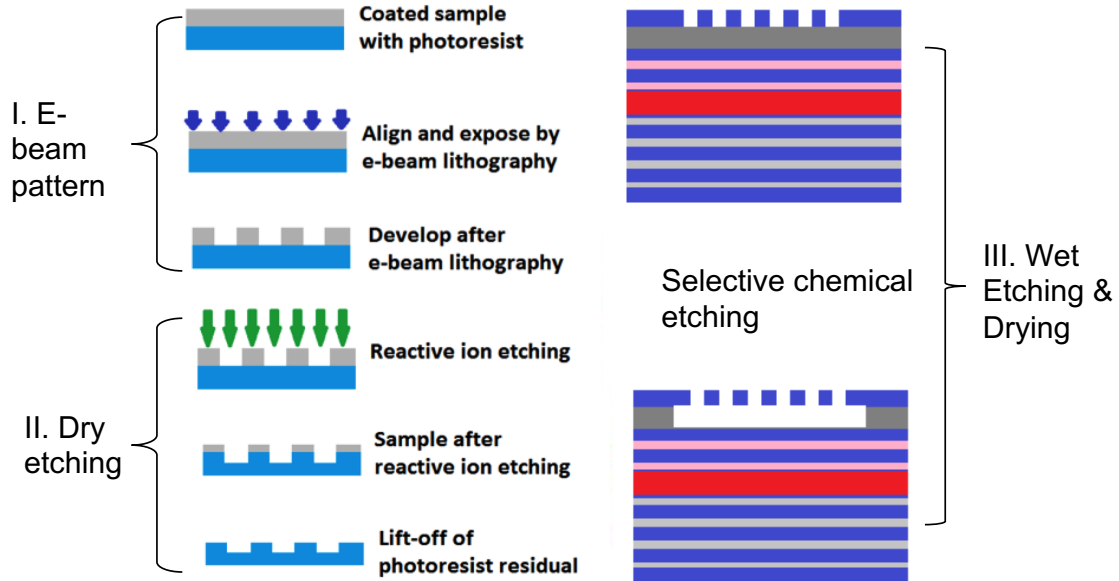 I. E-
beam
pattern
Coated sample
with photoresist
Align and expose by
e-beam lithography
Develop after
e-beam lithography
II. Dry
etching
Reactive ion etching
Sample after
reactive ion etching
Lift-off of
photoresist residual
Selective chemical
etching
III. Wet
Etching &
Drying